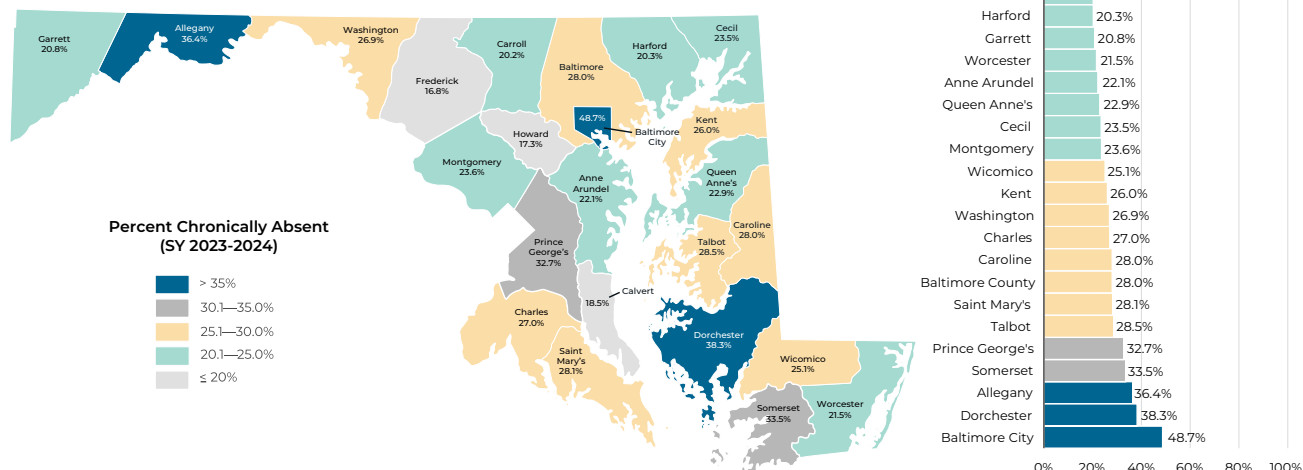 Garrett
20.8%
Allegany
36.4%
Washington
26.9%
Frederick
16.8%
Carroll
20.2%
Baltimore
28.0%
Harford
20.3%
Cecil
23.5%
48.7%
Baltimore
City
Kent
26.0%
Howard
17.3%
Montgomery
23.6%
Anne
Arundel
22.1%
Queen
Anne's
22.9%
Caroline
28.0%
Talbot
28.5%
Prince
George's
32.7%
Calvert
18.5%
Charles
27.0%
Saint
Mary's
28.1%
Dorchester
38.3%
Wicomico
25.1%
Somerset
33.5%
Worcester
21.5%
Percent Chronically Absent
(SY 2023-2024)
> 35%
30.1—35.0%
25.1—30.0%
20.1—25.0%
≤ 20%
Harford 20.3%
Garrett 20.8%
Worcester 21.5%
Anne Arundel 22.1%
Queen Anne's 22.9%
Cecil 23.5%
Montgomery 23.6%
Wicomico 25.1%
Kent 26.0%
Washington 26.9%
Charles 27.0%
Caroline 28.0%
Baltimore County 28.0%
Saint Mary's 28.1%
Talbot 28.5%
Prince George's 32.7%
Somerset 33.5%
Allegany 36.4%
Dorchester 38.3%
Baltimore City 48.7%
0% 20% 40% 60% 80% 100%